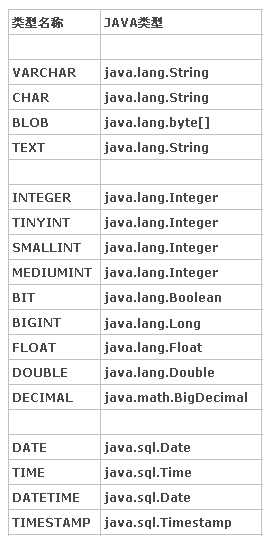 类型名称 JAVA类型
VARCHAR java.lang.String
CHAR java.lang.String
BLOB java.lang.byte[]
TEXT java.lang.String
INTEGER java.lang.Integer
TINYINT java.lang.Integer
SMALLINT java.lang.Integer
MEDIUMINT java.lang.Integer
BIT java.lang.Boolean
BIGINT java.lang.Long
FLOAT java.lang.Float
DOUBLE java.lang.Double
DECIMAL java.math.BigDecimal
DATE java.sql.Date
TIME java.sql.Time
DATETIME java.sql.Date
TIMESTAMP java.sql.Timestamp